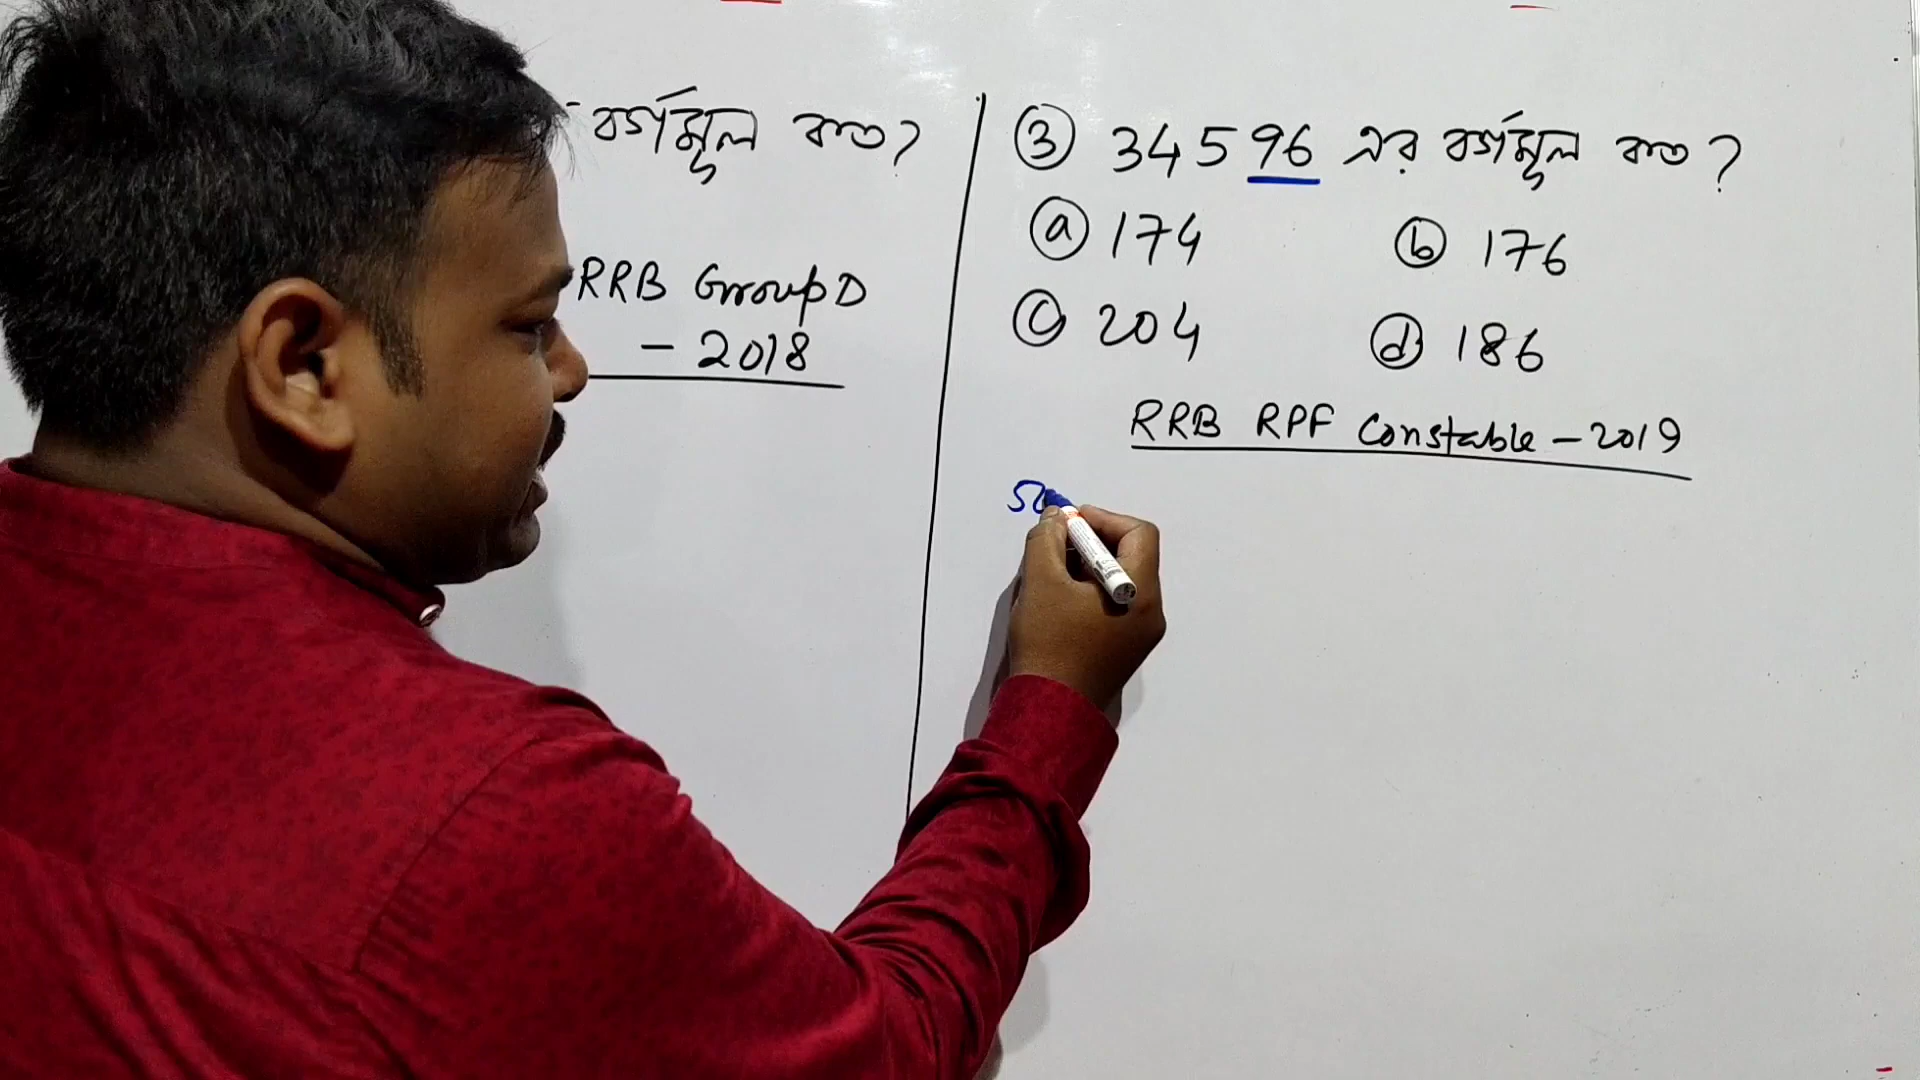 বর্গমূল কত?
RRB Group D
- 2018
③ 34596 এর বর্গমূল কত ?
ⓐ 174 ⓑ 176
ⓒ 204 ⓓ 186
RRB RPF Constable - 2019